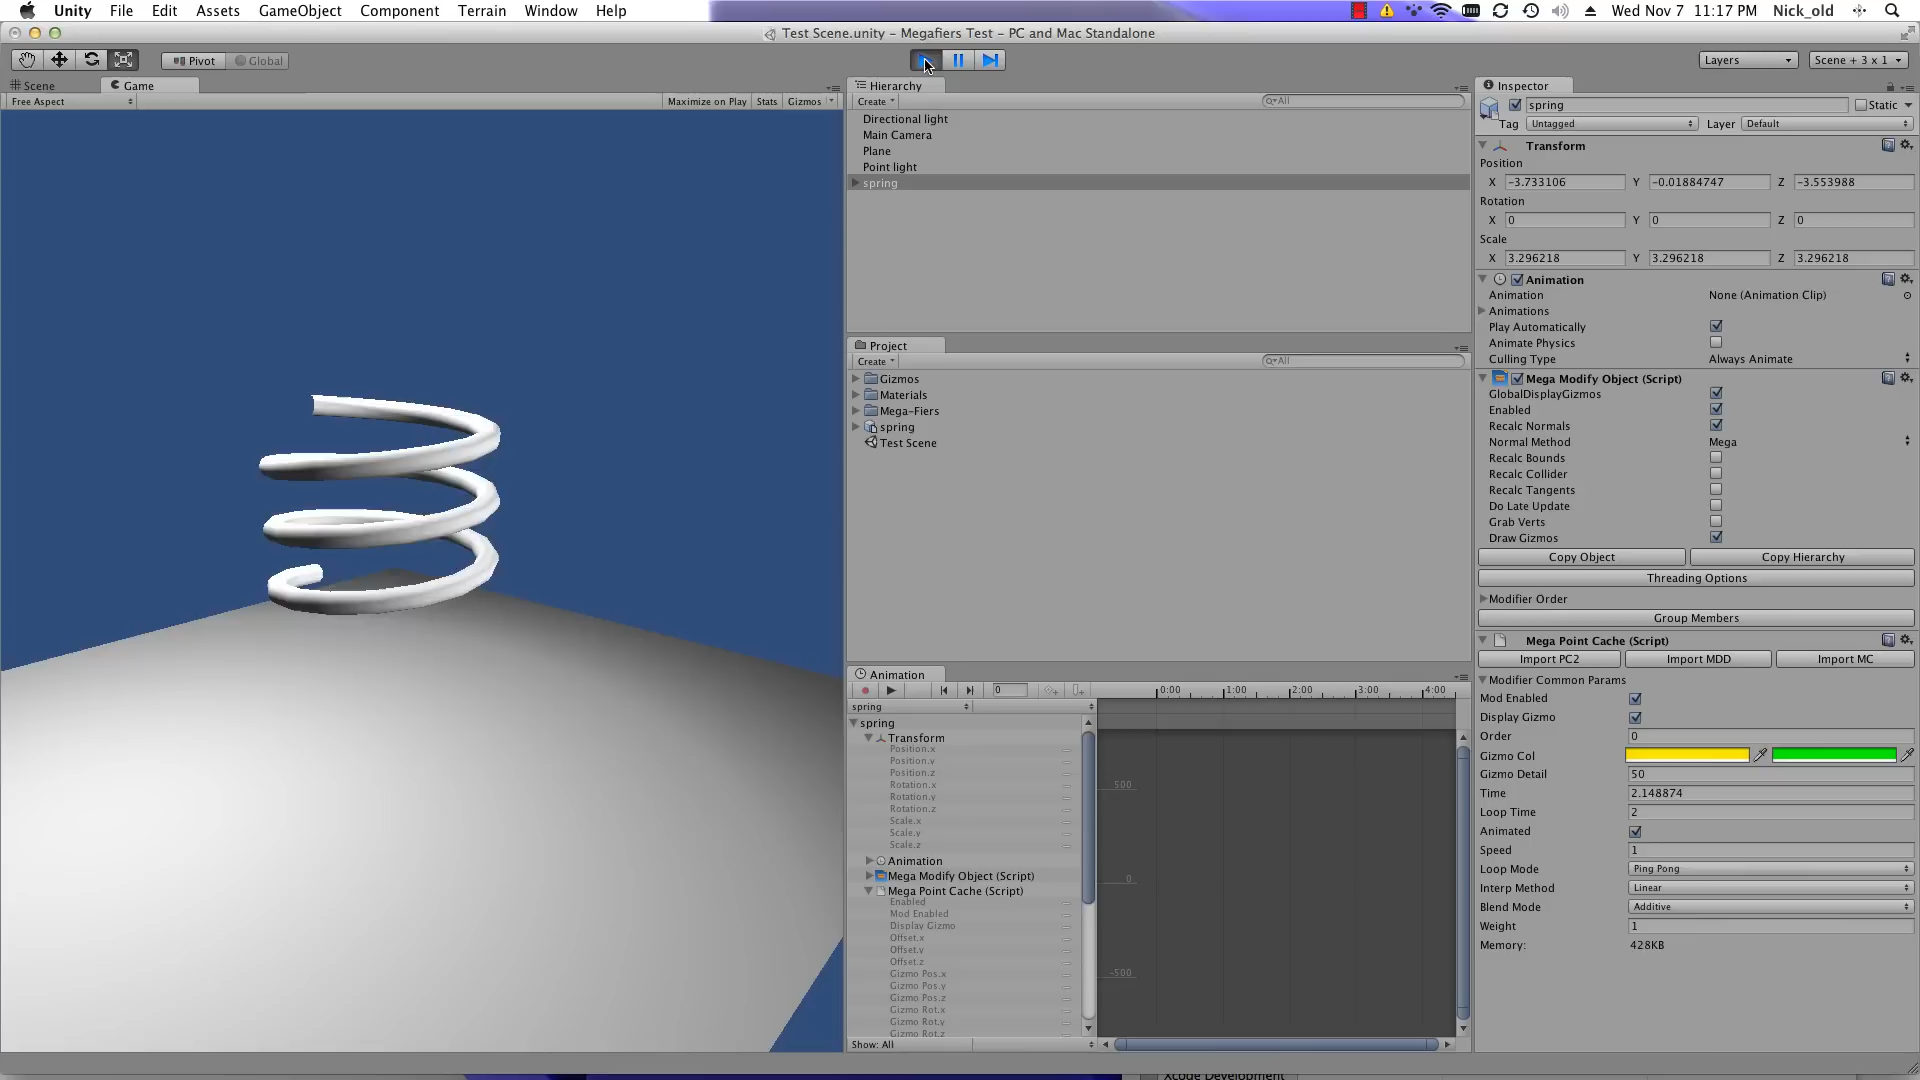 Unity File Edit Assets GameObject Component Terrain Window Help Wed Nov 7 11:17 PM Nick_old
Test Scene.unity - Megafiers Test - PC and Mac Standalone
Pivot Global Layers Scene + 3 x 1
Scene Game
Free Aspect Maximize on Play Stats Gizmos
Hierarchy
Create All
Directional light
Main Camera
Plane
Point light
spring
Project
Create All
Gizmos
Materials
Mega-Fiers
spring
Test Scene
Animation
0 0:00 1:00 2:00 3:00 4:00
spring
spring
Transform
Position.x
Position.y
Position.z
Rotation.x
Rotation.y
Rotation.z
Scale.x
Scale.y
Scale.z
Animation
Mega Modify Object (Script)
Mega Point Cache (Script)
Enabled
Mod Enabled
Display Gizmo
Offset.x
Offset.y
Offset.z
Gizmo Pos.x
Gizmo Pos.y
Gizmo Pos.z
Gizmo Rot.x
Gizmo Rot.y
Gizmo Rot.z
Show: All
500
0
-500
Inspector
spring Static
Tag Untagged Layer Default
Transform
Position
X -3.733106 Y -0.01884747 Z -3.553988
Rotation
X 0 Y 0 Z 0
Scale
X 3.296218 Y 3.296218 Z 3.296218
Animation
Animation None (Animation Clip)
Animations
Play Automatically
Animate Physics
Culling Type Always Animate
Mega Modify Object (Script)
GlobalDisplayGizmos
Enabled
Recalc Normals
Normal Method Mega
Recalc Bounds
Recalc Collider
Recalc Tangents
Do Late Update
Grab Verts
Draw Gizmos
Copy Object Copy Hierarchy
Threading Options
Modifier Order
Group Members
Mega Point Cache (Script)
Import PC2 Import MDD Import MC
Modifier Common Params
Mod Enabled
Display Gizmo
Order 0
Gizmo Col
Gizmo Detail 50
Time 2.148874
Loop Time 2
Animated
Speed 1
Loop Mode Ping Pong
Interp Method Linear
Blend Mode Additive
Weight 1
Memory: 428KB
Xcode Development